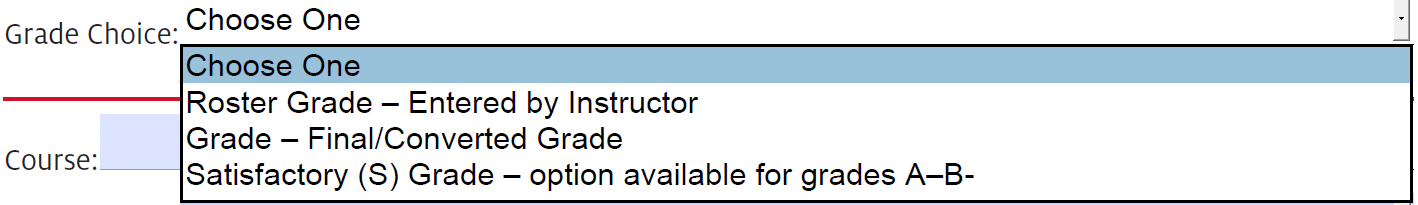 Grade Choice: Choose One
Choose One
Roster Grade – Entered by Instructor
Grade – Final/Converted Grade
Course:
Satisfactory (S) Grade – option available for grades A–B-